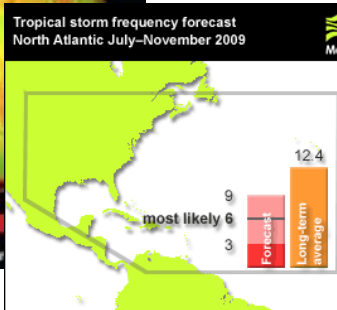 Tropical storm frequency forecast
North Atlantic July–November 2009
12.4
9
most likely 6
3
Forecast
Long-term
average